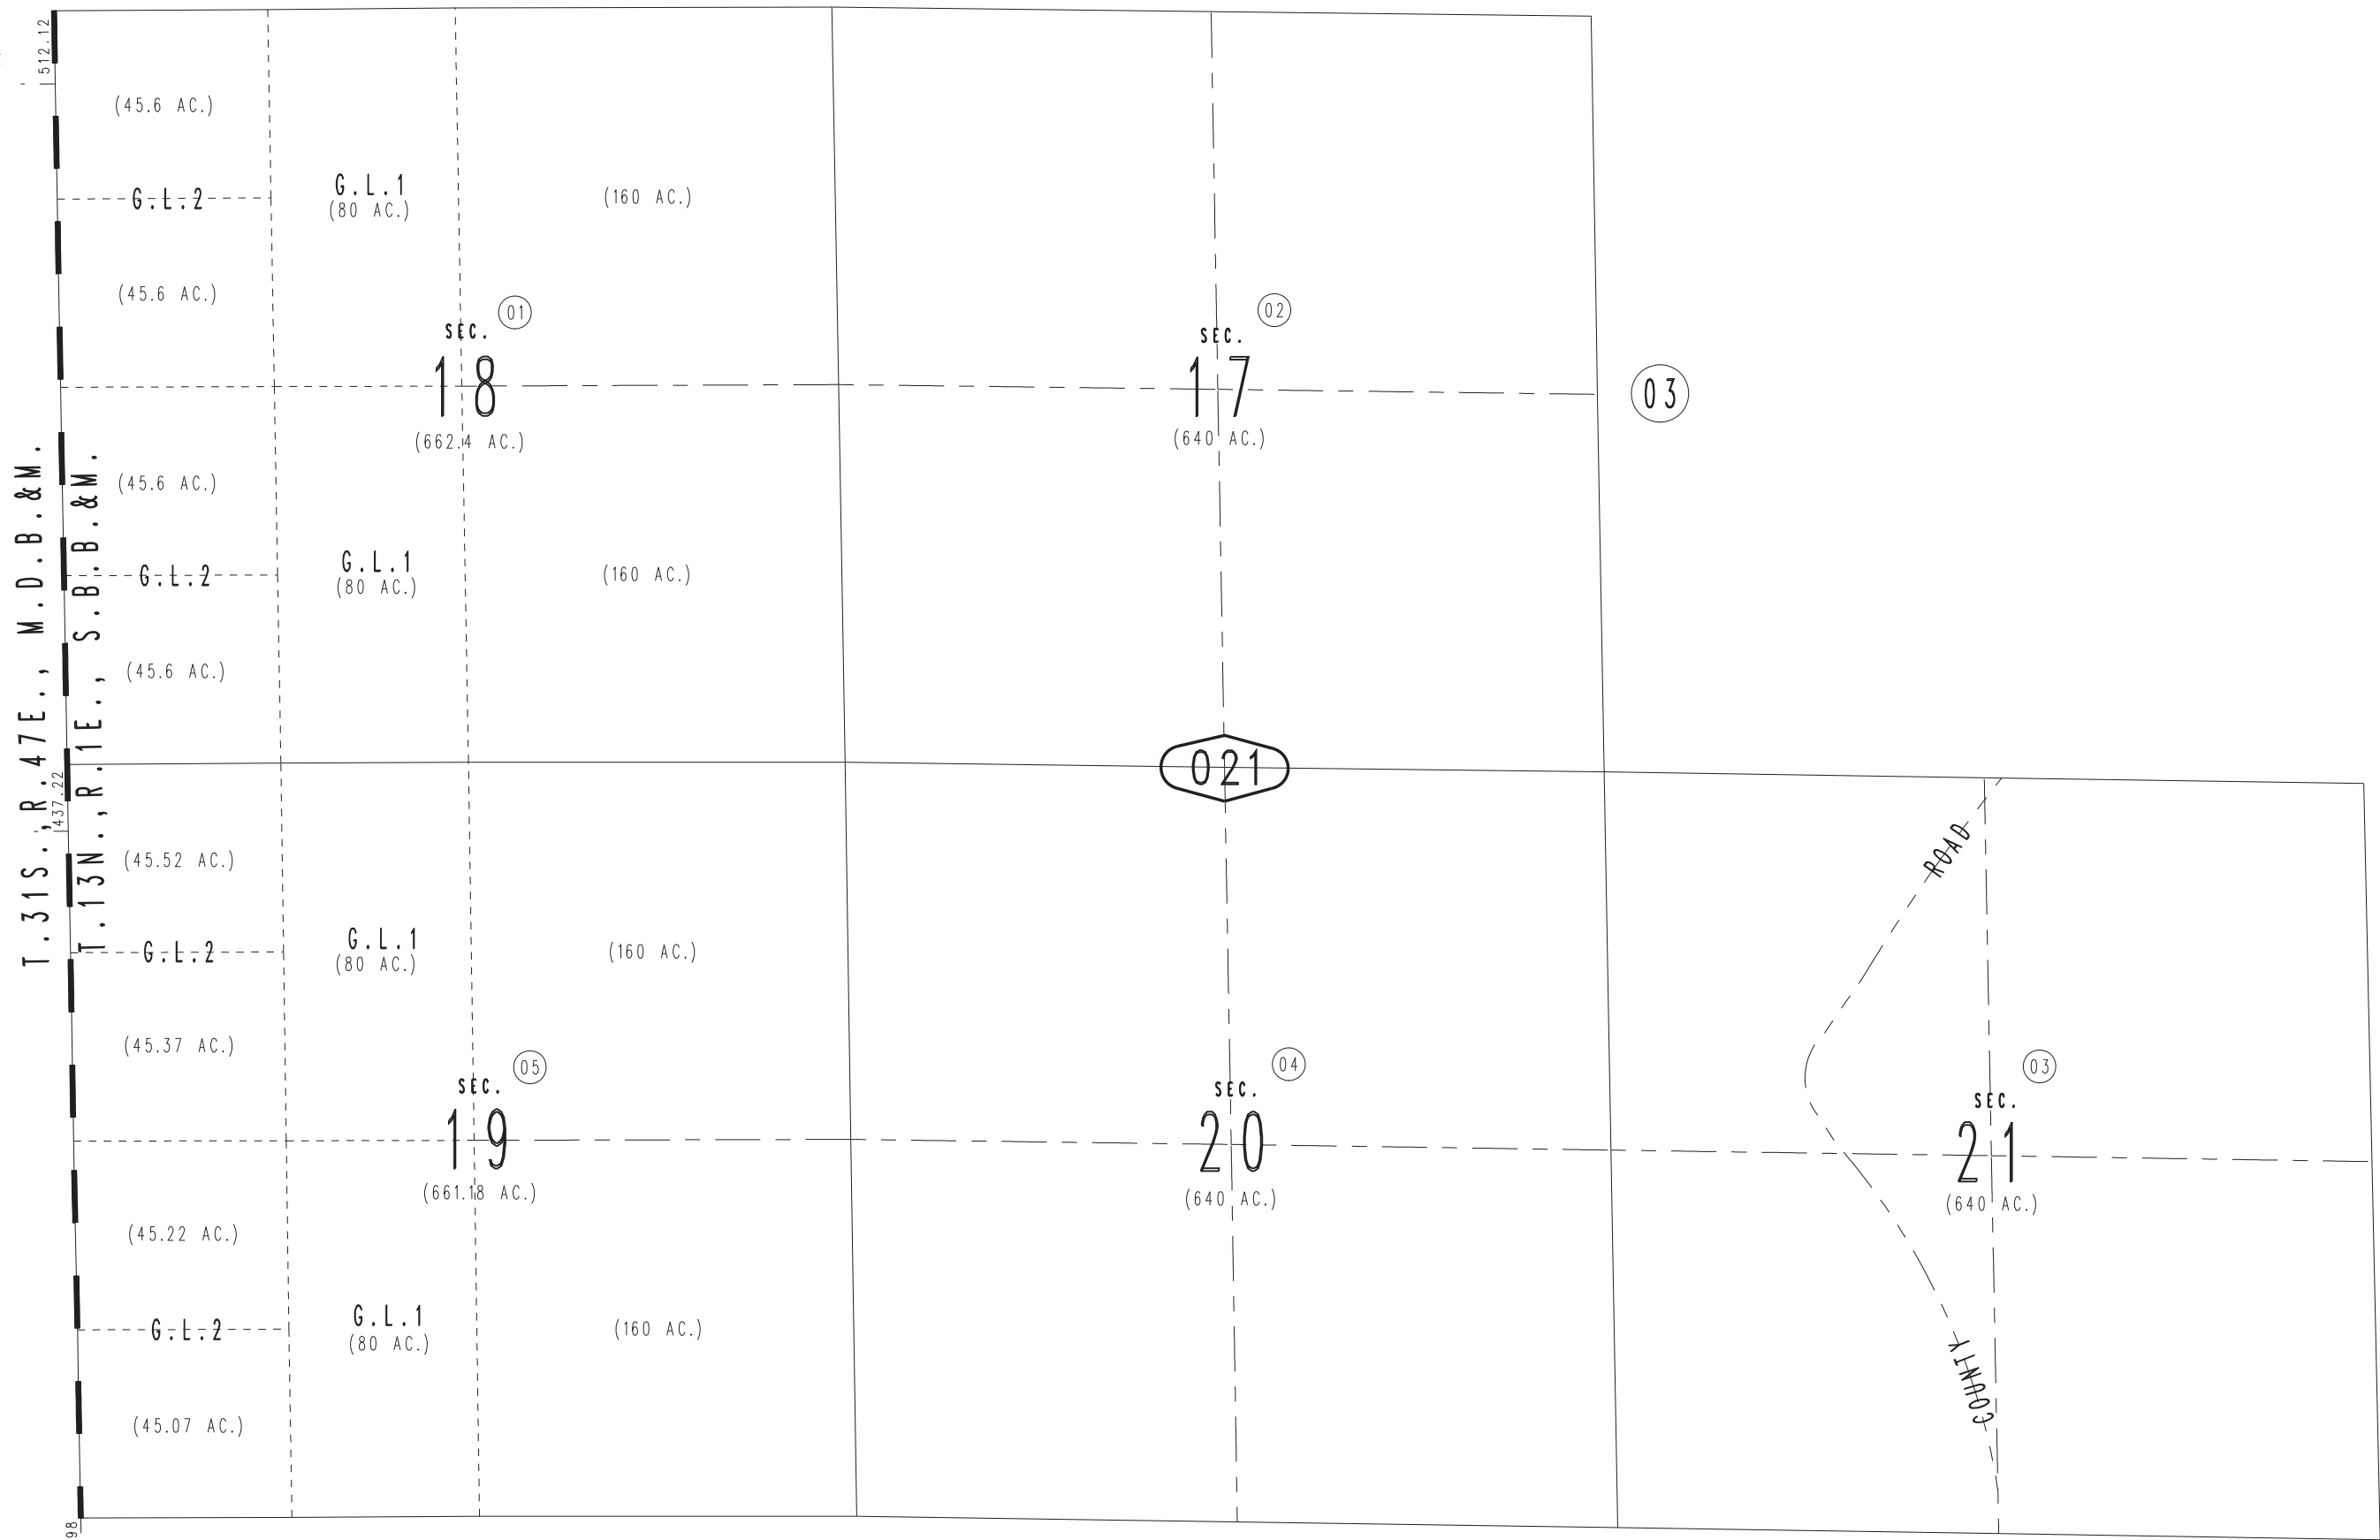 512.12
(45.6 AC.)
G.L.2
G.L.1
(80 AC.)
(160 AC.)
(45.6 AC.)
01
SEC.
18
(662.4 AC.)
02
SEC.
17
(640 AC.)
03
T.31S.,R.47E., M.D.B.&M.
T.13N.,R.1E., S.B.B.&M.
(45.6 AC.)
G.L.2
G.L.1
(80 AC.)
(160 AC.)
(45.6 AC.)
021
437.22
(45.52 AC.)
ROAD
G.L.2
G.L.1
(80 AC.)
(160 AC.)
(45.37 AC.)
05
SEC.
19
(661.18 AC.)
04
SEC.
20
(640 AC.)
03
SEC.
21
(640 AC.)
(45.22 AC.)
G.L.2
G.L.1
(80 AC.)
(160 AC.)
COUNTY
(45.07 AC.)
98